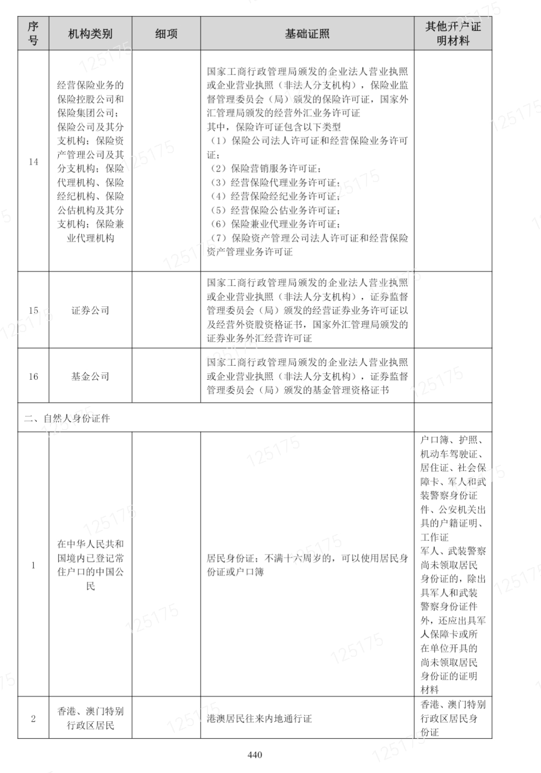 序号 机构类别 细项 基础证照 其他开户证明材料
14
经营保险业务的
保险控股公司和
保险集团公司；
保险公司及其分
支机构；保险资
产管理公司及其
分支机构；保险
代理机构、保险
经纪机构、保险
公估机构及其分
支机构；保险兼
业代理机构
国家工商行政管理局颁发的企业法人营业执照
或企业营业执照（非法人分支机构），保险业监
督管理委员会（局）颁发的保险许可证，国家外
汇管理局颁发的经营外汇业务许可证
其中，保险许可证包含以下类型
（1）保险公司法人许可证和经营保险业务许可
证；
（2）保险营销服务许可证；
（3）经营保险代理业务许可证；
（4）经营保险经纪业务许可证；
（5）经营保险公估业务许可证；
（6）保险兼业代理业务许可证；
（7）保险资产管理公司法人许可证和经营保险
资产管理业务许可证
15
证券公司
国家工商行政管理局颁发的企业法人营业执照
或企业营业执照（非法人分支机构），证券监督
管理委员会（局）颁发的经营证券业务许可证以
及经营外资股资格证书，国家外汇管理局颁发的
证券业务外汇经营许可证
16
基金公司
国家工商行政管理局颁发的企业法人营业执照
或企业营业执照（非法人分支机构），证券监督
管理委员会（局）颁发的基金管理资格证书
二、自然人身份证件
1
在中华人民共和
国境内已登记常
住户口的中国公
民
居民身份证；不满十六周岁的，可以使用居民身
份证或户口簿
户口簿、护照、
机动车驾驶证、
居住证、社会保
障卡、军人和武
装警察身份证
件、公安机关出
具的户籍证明、
工作证
军人、武装警察
尚未领取居民
身份证的，除出
具军人和武装
警察身份证件
外，还应出具军
人保障卡或所
在单位开具的
尚未领取居民
身份证的证明
材料
2
香港、澳门特别
行政区居民
港澳居民往来内地通行证
香港、澳门特别
行政区居民身
份证
440
125175